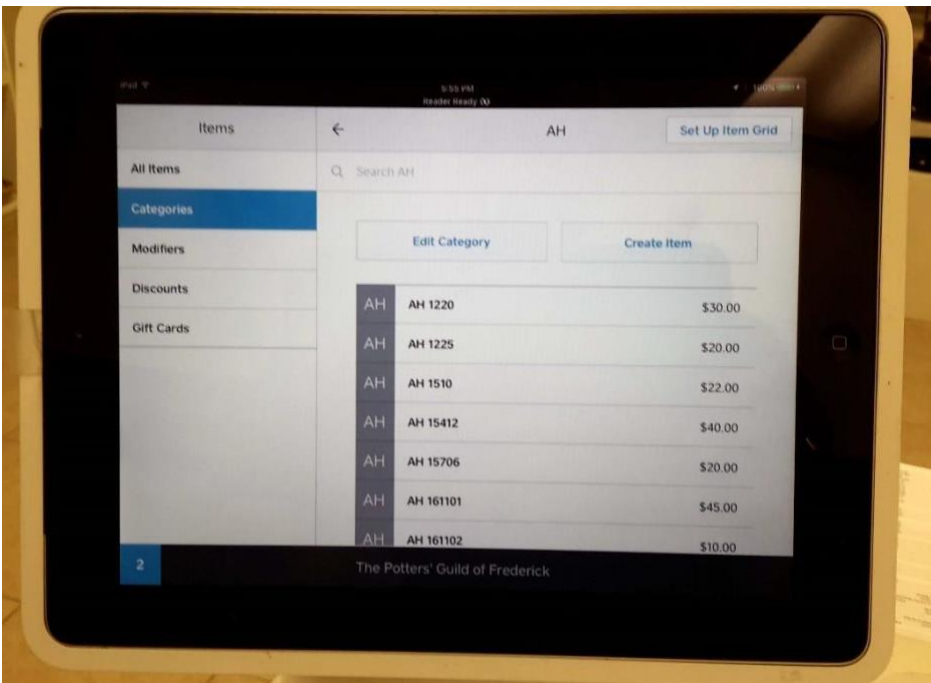 iPad
5:55 PM
100%
Reader Ready
Items
AH
Set Up Item Grid
All Items
Search AH
Categories
Edit Category
Create Item
Modifiers
Discounts
Gift Cards
AH AH 1220 $30.00
AH AH 1225 $20.00
AH AH 1510 $22.00
AH AH 15412 $40.00
AH AH 15706 $20.00
AH AH 161101 $45.00
AH AH 161102 $10.00
2
The Potters' Guild of Frederick